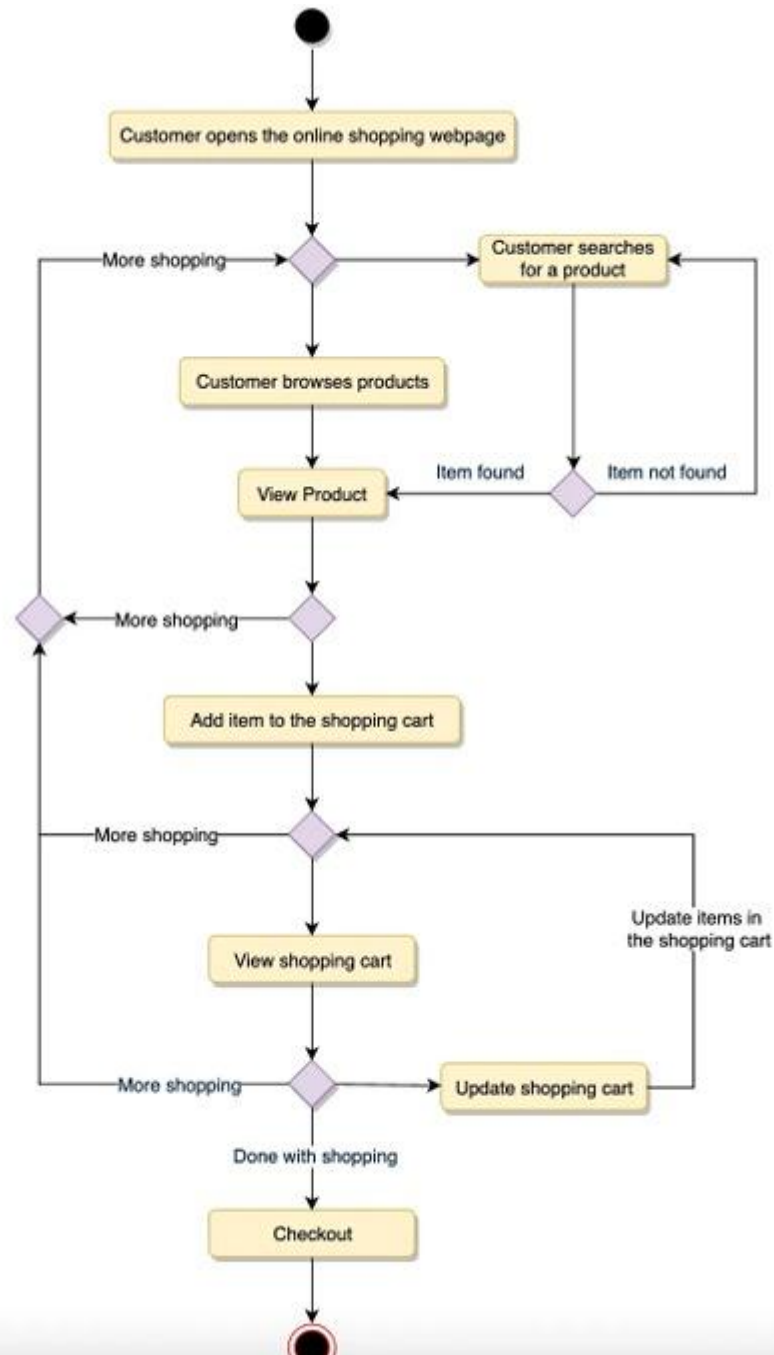 Customer opens the online shopping webpage
More shopping
Customer searches
for a product
Customer browses products
Item found
Item not found
View Product
More shopping
Add item to the shopping cart
More shopping
Update items in
the shopping cart
View shopping cart
More shopping
Update shopping cart
Done with shopping
Checkout